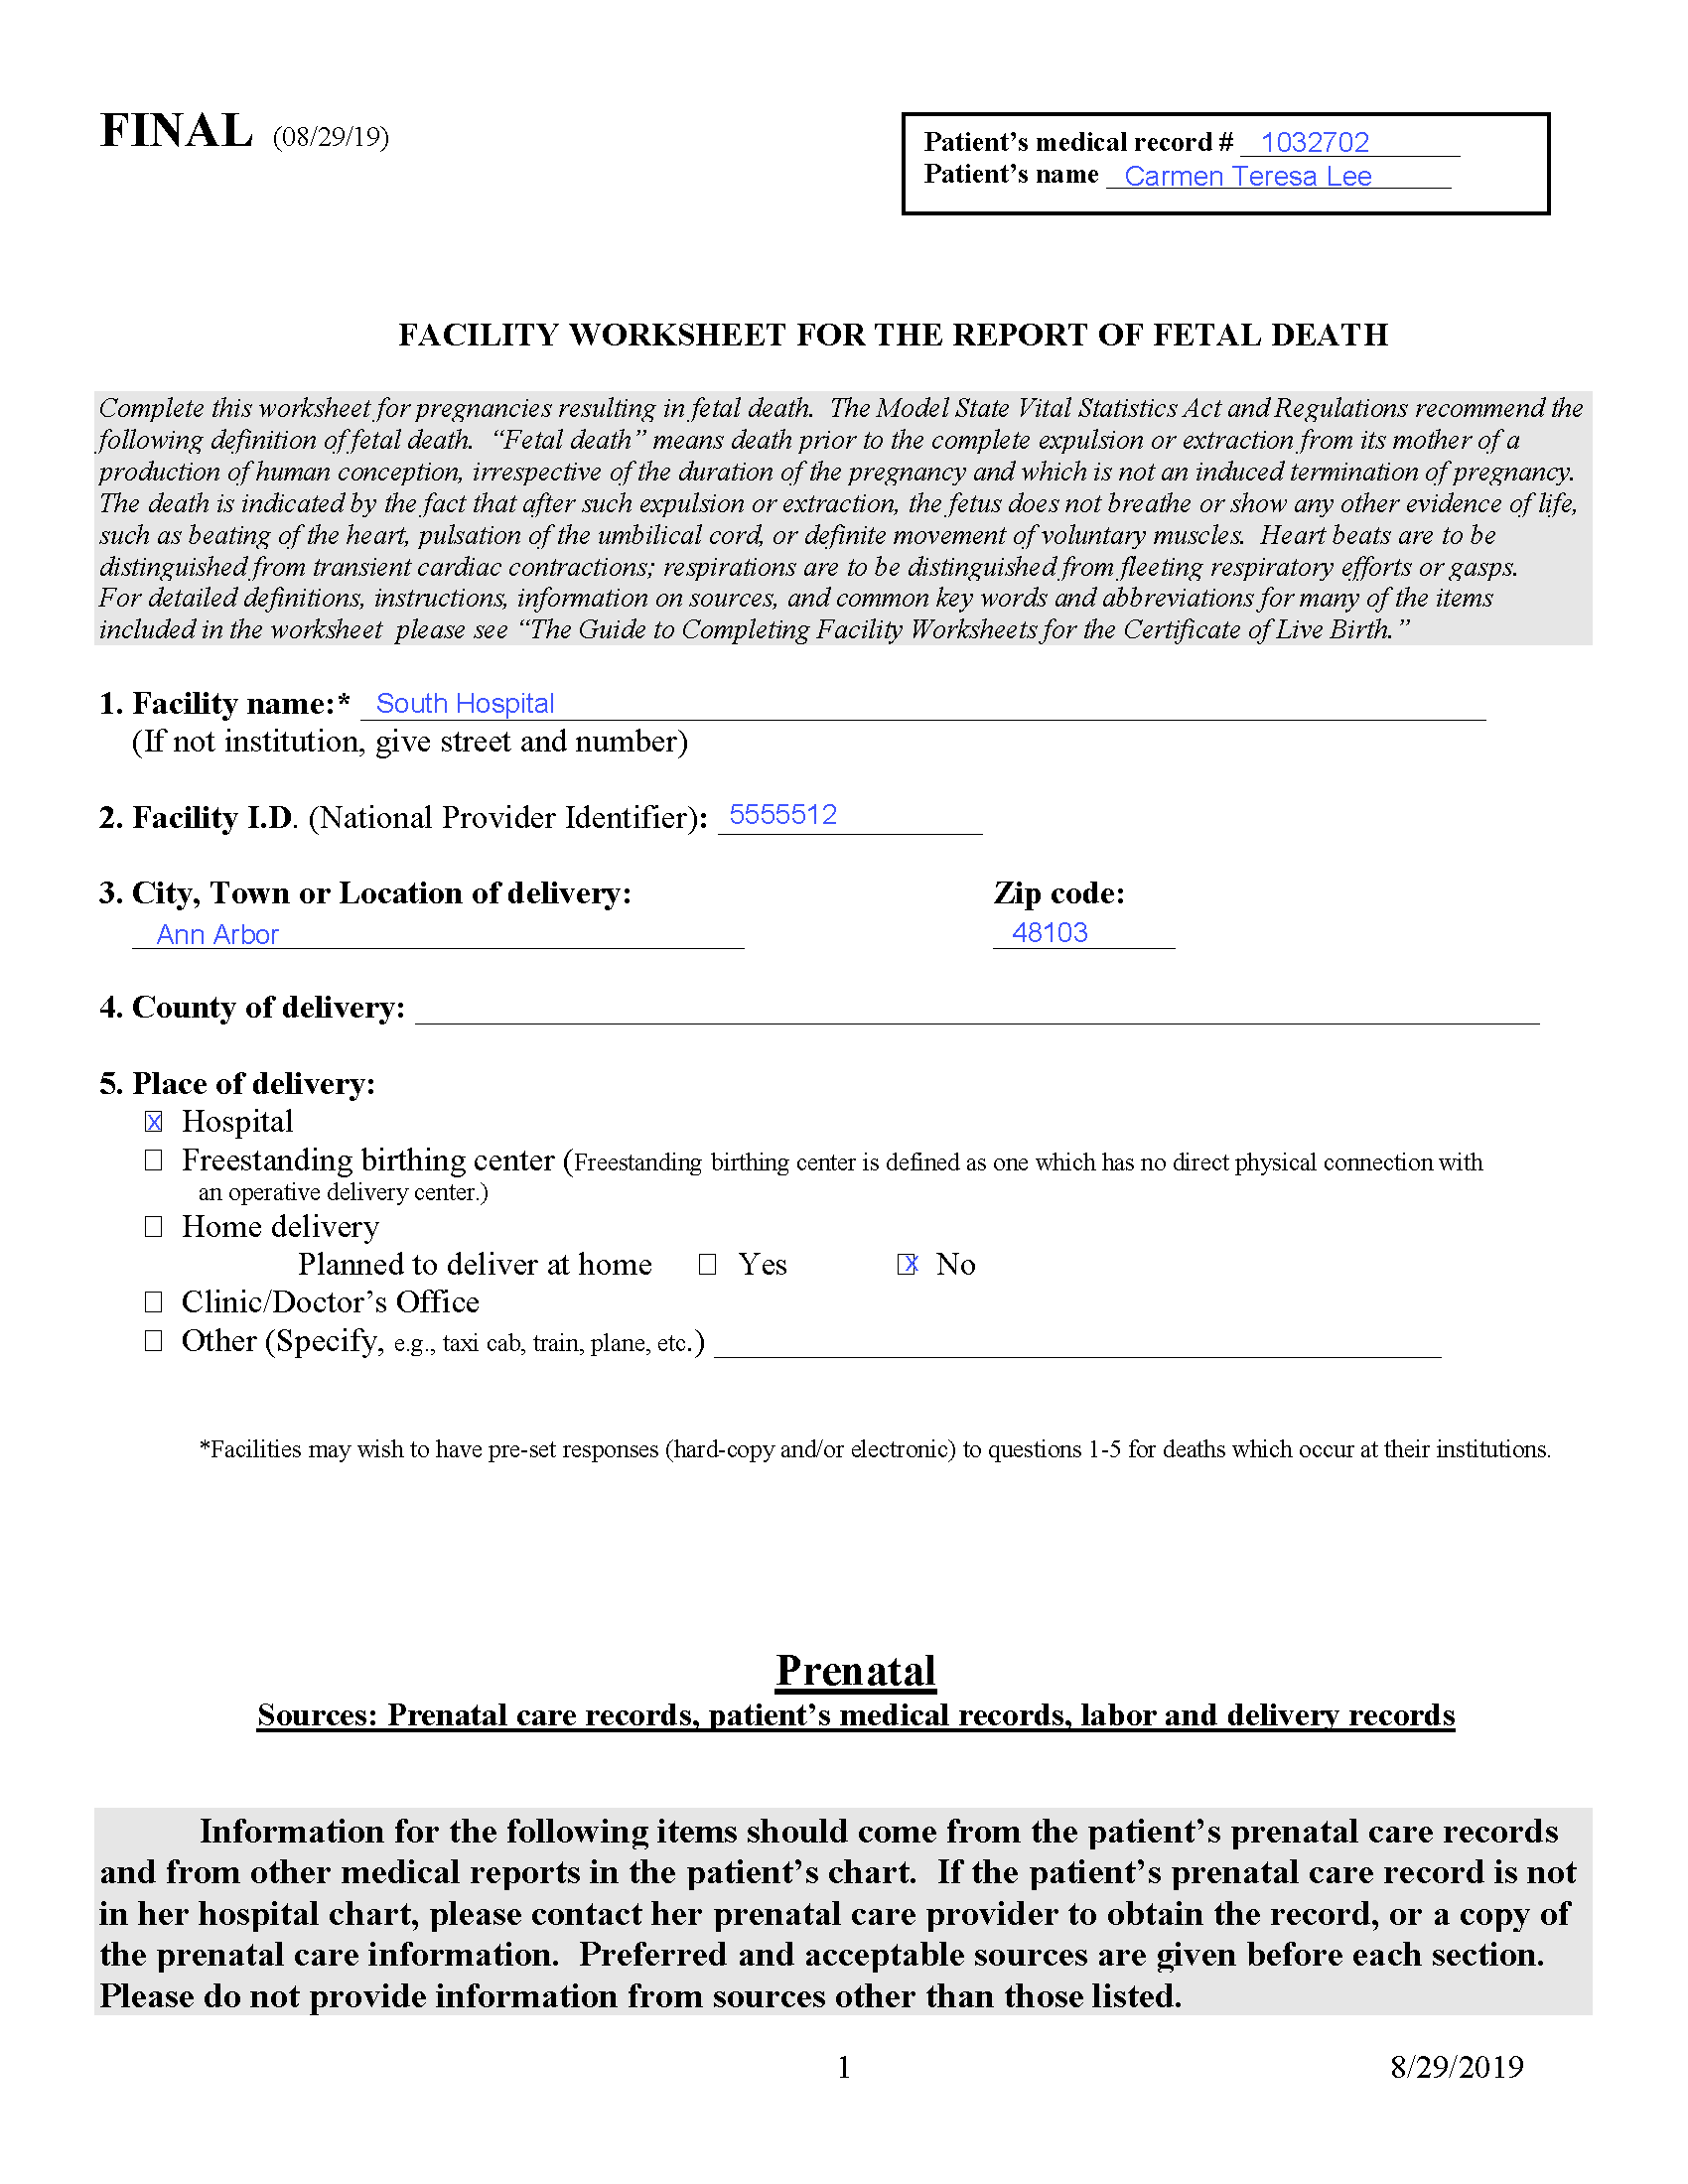 FINAL (08/29/19)
Patient's medical record # 1032702
Patient's name Carmen Teresa Lee
FACILITY WORKSHEET FOR THE REPORT OF FETAL DEATH
Complete this worksheet for pregnancies resulting in fetal death. The Model State Vital Statistics Act and Regulations recommend the
following definition of fetal death. “Fetal death” means death prior to the complete expulsion or extraction from its mother of a
production of human conception, irrespective of the duration of the pregnancy and which is not an induced termination of pregnancy.
The death is indicated by the fact that after such expulsion or extraction, the fetus does not breathe or show any other evidence of life,
such as beating of the heart, pulsation of the umbilical cord, or definite movement of voluntary muscles. Heart beats are to be
distinguished from transient cardiac contractions; respirations are to be distinguished from fleeting respiratory efforts or gasps.
For detailed definitions, instructions, information on sources, and common key words and abbreviations for many of the items
included in the worksheet please see “The Guide to Completing Facility Worksheets for the Certificate of Live Birth.”
1. Facility name:* South Hospital
(If not institution, give street and number)
2. Facility I.D. (National Provider Identifier): 5555512
3. City, Town or Location of delivery: Zip code:
Ann Arbor 48103
4. County of delivery:
5. Place of delivery:
☒ Hospital
☐ Freestanding birthing center (Freestanding birthing center is defined as one which has no direct physical connection with
an operative delivery center.)
☐ Home delivery
Planned to deliver at home ☐ Yes ☒ No
☐ Clinic/Doctor's Office
☐ Other (Specify, e.g., taxi cab, train, plane, etc.)
*Facilities may wish to have pre-set responses (hard-copy and/or electronic) to questions 1-5 for deaths which occur at their institutions.
Prenatal
Sources: Prenatal care records, patient's medical records, labor and delivery records
Information for the following items should come from the patient's prenatal care records
and from other medical reports in the patient's chart. If the patient's prenatal care record is not
in her hospital chart, please contact her prenatal care provider to obtain the record, or a copy of
the prenatal care information. Preferred and acceptable sources are given before each section.
Please do not provide information from sources other than those listed.
1 8/29/2019